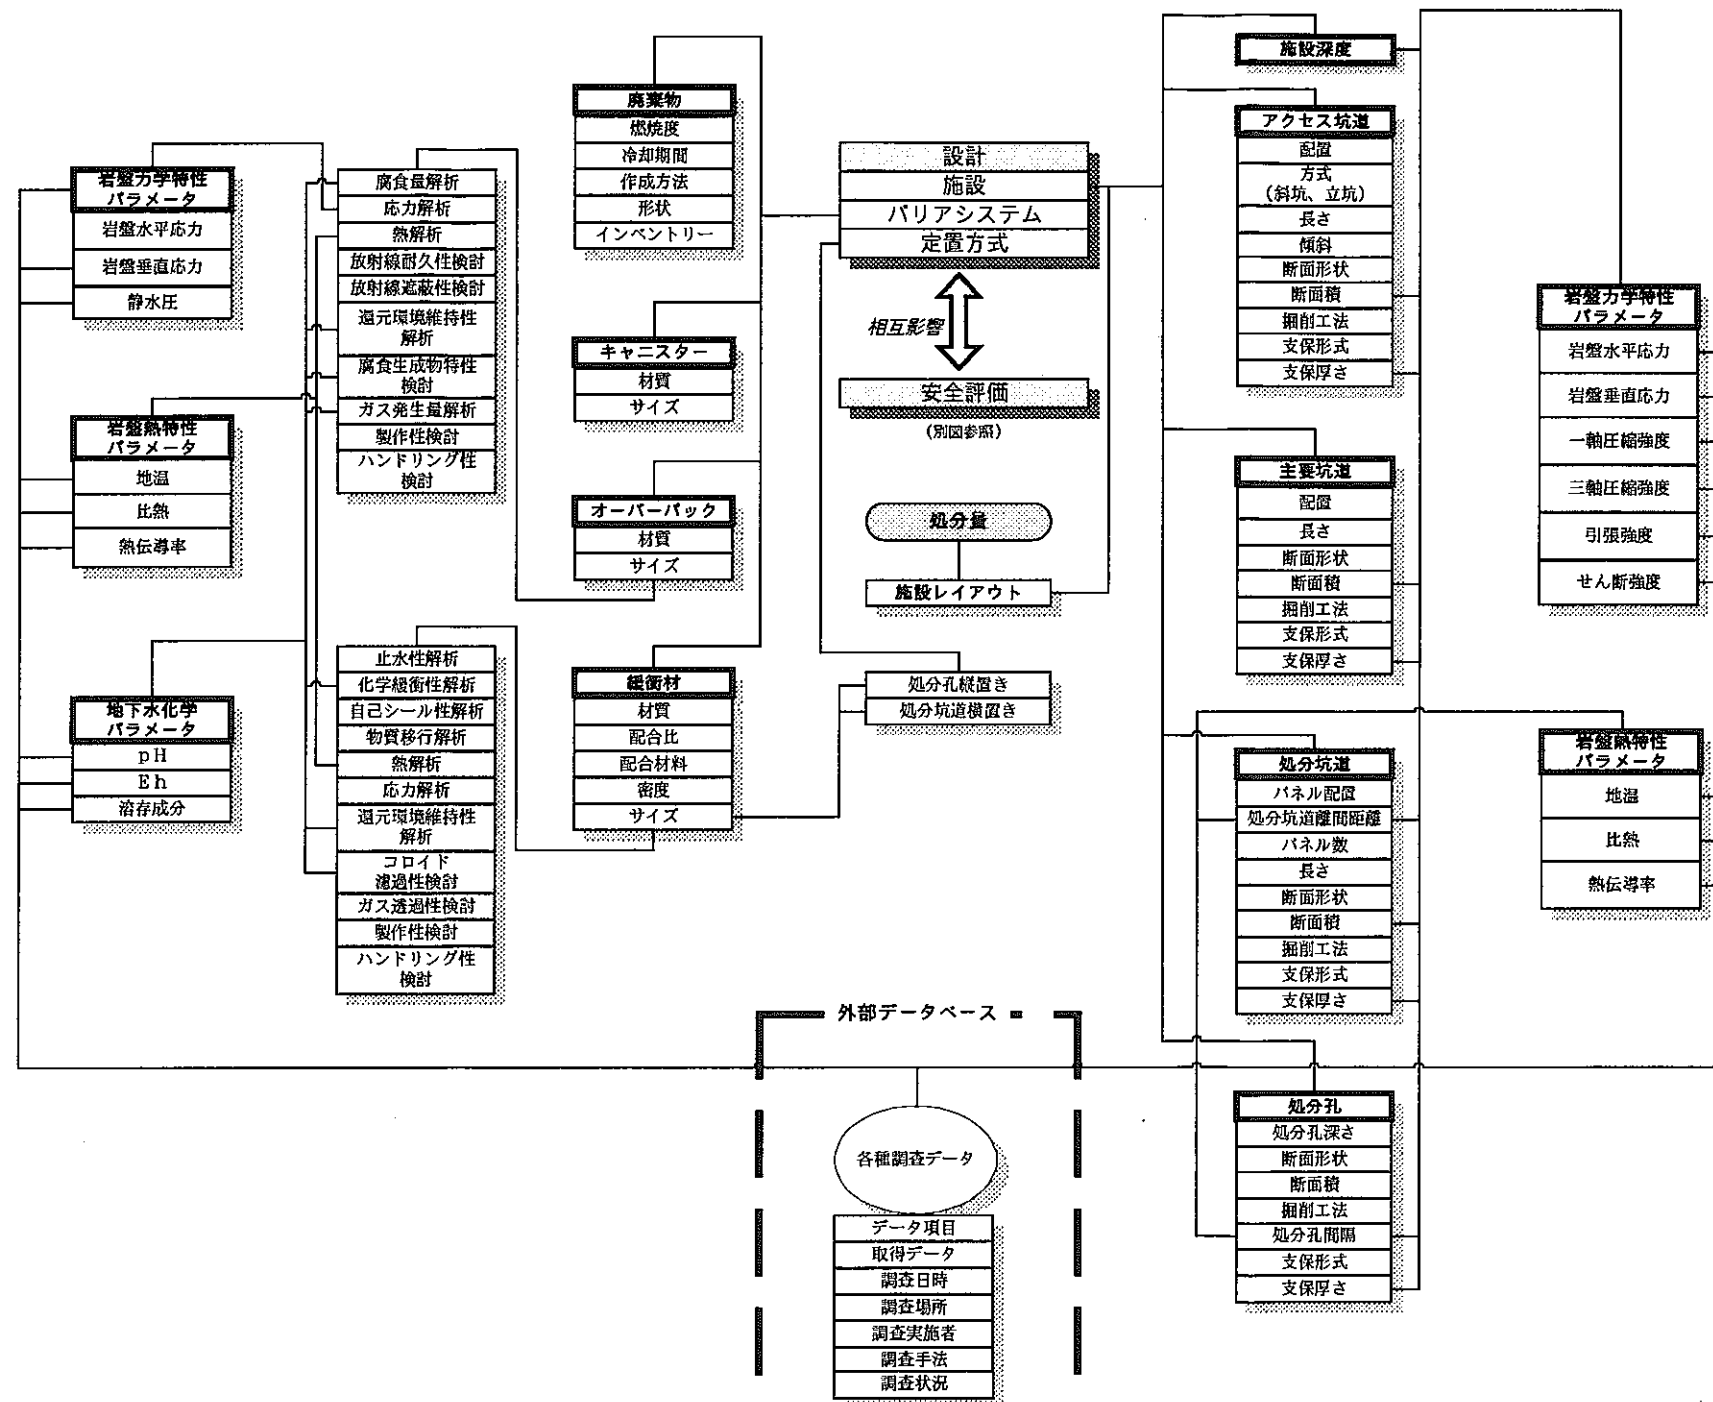 岩盤力学特性
パラメータ
岩盤水平応力
岩盤垂直応力
静水圧
岩盤熱特性
パラメータ
地温
比熱
熱伝導率
地下水化学
パラメータ
pH
Eh
溶存成分
腐食量解析
応力解析
熱解析
放射線耐久性検討
放射線遮蔽性検討
還元環境維持性
解析
腐食生成物特性
検討
ガス発生量解析
製作性検討
ハンドリング性
検討
止水性解析
化学緩衝性解析
自己シール性解析
物質移行解析
熱解析
応力解析
還元環境維持性
解析
コロイド
濾過性検討
ガス透過性検討
製作性検討
ハンドリング性
検討
廃棄物
燃焼度
冷却期間
作成方法
形状
インベントリー
キャニスター
材質
サイズ
オーバーパック
材質
サイズ
緩衝材
材質
配合比
配合材料
密度
サイズ
設計
施設
バリアシステム
定置方式
相互影響
安全評価
(別図参照)
処分量
施設レイアウト
処分孔縦置き
処分坑道横置き
外部データベース
各種調査データ
データ項目
取得データ
調査日時
調査場所
調査実施者
調査手法
調査状況
施設深度
アクセス坑道
配置
方式
(斜坑、立坑)
長さ
傾斜
断面形状
断面積
掘削工法
支保形式
支保厚さ
主要坑道
配置
長さ
断面形状
断面積
掘削工法
支保形式
支保厚さ
処分坑道
パネル配置
処分坑道離間距離
パネル数
長さ
断面形状
断面積
掘削工法
支保形式
支保厚さ
処分孔
処分孔深さ
断面形状
断面積
掘削工法
処分孔間隔
支保形式
支保厚さ
岩盤力学特性
パラメータ
岩盤水平応力
岩盤垂直応力
一軸圧縮強度
三軸圧縮強度
引張強度
せん断強度
岩盤熱特性
パラメータ
地温
比熱
熱伝導率